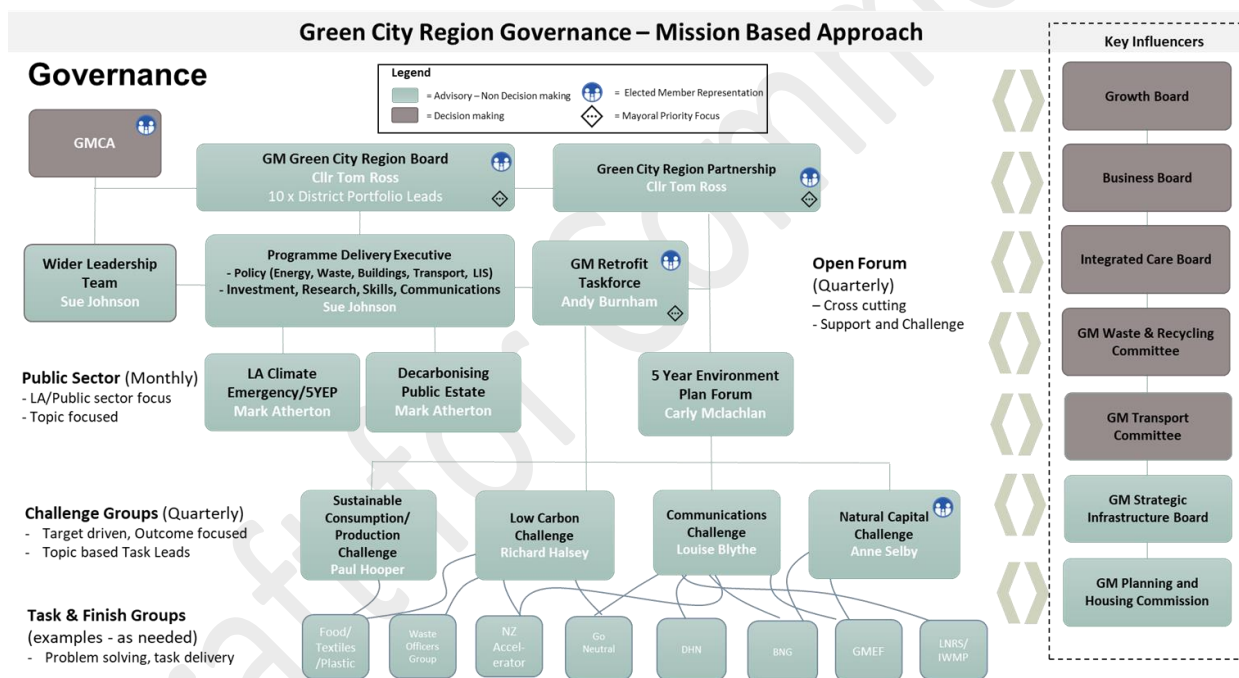 Green City Region Governance – Mission Based Approach
Governance
Legend
= Advisory – Non Decision making
= Elected Member Representation
= Decision making
= Mayoral Priority Focus
GMCA
GM Green City Region Board
Cllr Tom Ross
10 x District Portfolio Leads
Green City Region Partnership
Cllr Tom Ross
Wider Leadership
Team
Sue Johnson
Programme Delivery Executive
- Policy (Energy, Waste, Buildings, Transport, LIS)
- Investment, Research, Skills, Communications
Sue Johnson
GM Retrofit
Taskforce
Andy Burnham
Open Forum
(Quarterly)
– Cross cutting
- Support and Challenge
Public Sector (Monthly)
- LA/Public sector focus
- Topic focused
LA Climate
Emergency/5YEP
Mark Atherton
Decarbonising
Public Estate
Mark Atherton
5 Year Environment
Plan Forum
Carly Mclachlan
Challenge Groups (Quarterly)
- Target driven, Outcome focused
- Topic based Task Leads
Sustainable
Consumption/
Production
Challenge
Paul Hooper
Low Carbon
Challenge
Richard Halsey
Communications
Challenge
Louise Blythe
Natural Capital
Challenge
Anne Selby
Task & Finish Groups
(examples - as needed)
- Problem solving, task delivery
Food/
Textiles
/Plastic
Waste
Officers
Group
NZ
Accel-
erator
Go
Neutral
DHN
BNG
GMEF
LNRS/
IWMP
Key Influencers
Growth Board
Business Board
Integrated Care Board
GM Waste & Recycling
Committee
GM Transport
Committee
GM Strategic
Infrastructure Board
GM Planning and
Housing Commission